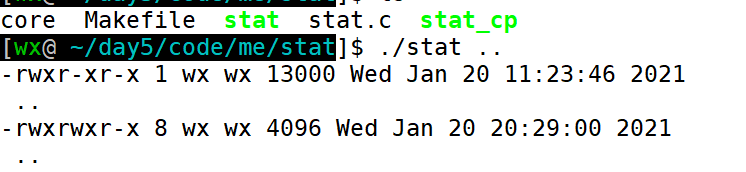 core  Makefile  stat  stat.c  stat_cp
[wx@ ~/day5/code/me/stat]$ ./stat ..
-rwxr-xr-x 1 wx wx 13000 Wed Jan 20 11:23:46 2021
 ..
-rwxrwxr-x 8 wx wx 4096 Wed Jan 20 20:29:00 2021
 ..